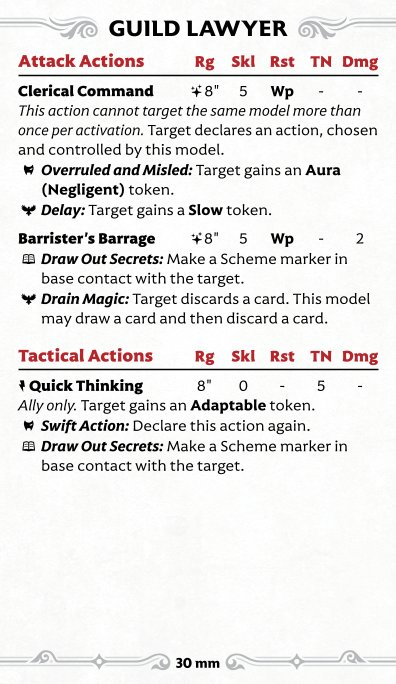 GUILD LAWYER
Attack Actions Rg Skl Rst TN Dmg
Clerical Command 8" 5 Wp - -
This action cannot target the same model more than
once per activation. Target declares an action, chosen
and controlled by this model.
Overruled and Misled: Target gains an Aura
(Negligent) token.
Delay: Target gains a Slow token.
Barrister's Barrage 8" 5 Wp - 2
Draw Out Secrets: Make a Scheme marker in
base contact with the target.
Drain Magic: Target discards a card. This model
may draw a card and then discard a card.
Tactical Actions Rg Skl Rst TN Dmg
Quick Thinking 8" 0 - 5 -
Ally only. Target gains an Adaptable token.
Swift Action: Declare this action again.
Draw Out Secrets: Make a Scheme marker in
base contact with the target.
30 mm